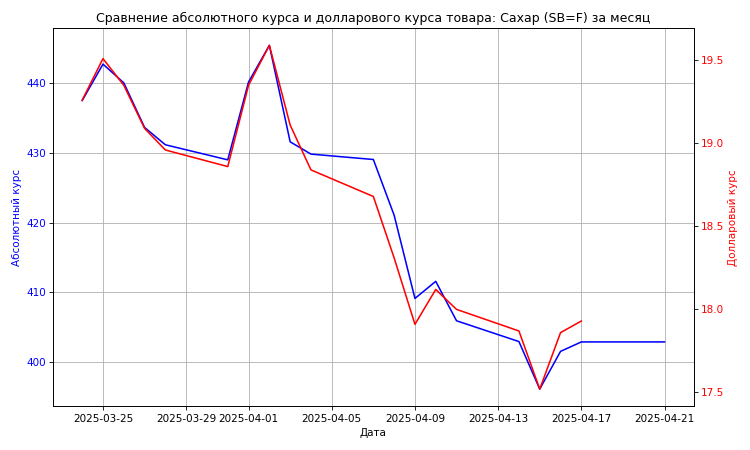 Сравнение абсолютного курса и долларового курса товара: Сахар (SB=F) за месяц
Абсолютный курс
440
430
420
410
400
19.5
19.0
18.5
18.0
17.5
Долларовый курс
2025-03-25 2025-03-29 2025-04-01 2025-04-05 2025-04-09 2025-04-13 2025-04-17 2025-04-21
Дата